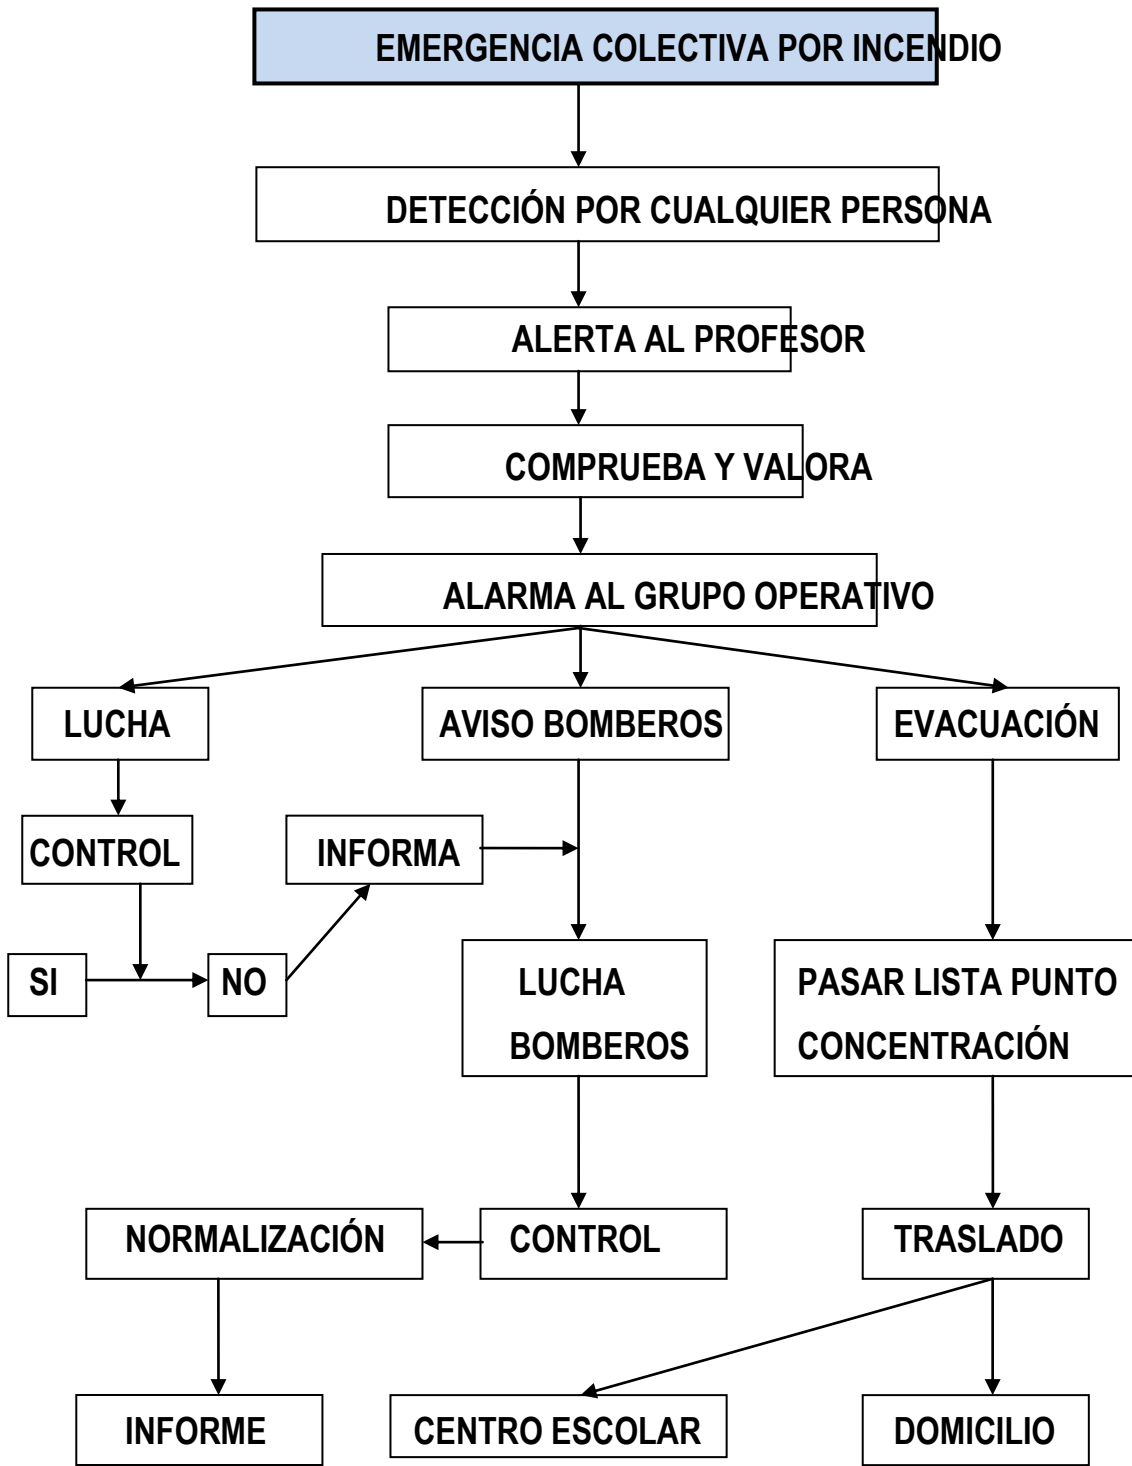 EMERGENCIA COLECTIVA POR INCENDIO
DETECCIÓN POR CUALQUIER PERSONA
ALERTA AL PROFESOR
COMPRUEBA Y VALORA
ALARMA AL GRUPO OPERATIVO
LUCHA
AVISO BOMBEROS
EVACUACIÓN
CONTROL
INFORMA
SI
NO
LUCHA
BOMBEROS
PASAR LISTA PUNTO
CONCENTRACIÓN
NORMALIZACIÓN
CONTROL
TRASLADO
INFORME
CENTRO ESCOLAR
DOMICILIO